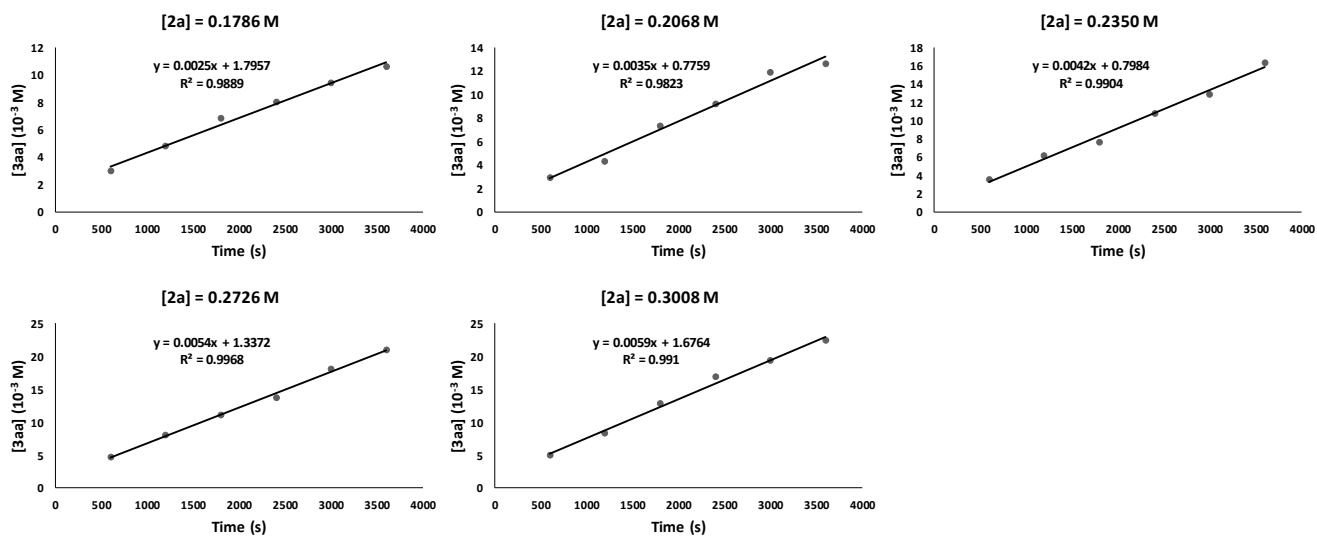 [2a] = 0.1786 M
y = 0.0025x + 1.7957
R² = 0.9889
[3aa] (10⁻³ M)
12
10
8
6
4
2
0
0 500 1000 1500 2000 2500 3000 3500 4000
Time (s)
[2a] = 0.2068 M
y = 0.0035x + 0.7759
R² = 0.9823
[3aa] (10⁻³ M)
14
12
10
8
6
4
2
0
0 500 1000 1500 2000 2500 3000 3500 4000
Time (s)
[2a] = 0.2350 M
y = 0.0042x + 0.7984
R² = 0.9904
[3aa] (10⁻³ M)
18
16
14
12
10
8
6
4
2
0
0 500 1000 1500 2000 2500 3000 3500 4000
Time (s)
[2a] = 0.2726 M
y = 0.0054x + 1.3372
R² = 0.9968
[3aa] (10⁻³ M)
25
20
15
10
5
0
0 500 1000 1500 2000 2500 3000 3500 4000
Time (s)
[2a] = 0.3008 M
y = 0.0059x + 1.6764
R² = 0.991
[3aa] (10⁻³ M)
25
20
15
10
5
0
0 500 1000 1500 2000 2500 3000 3500 4000
Time (s)